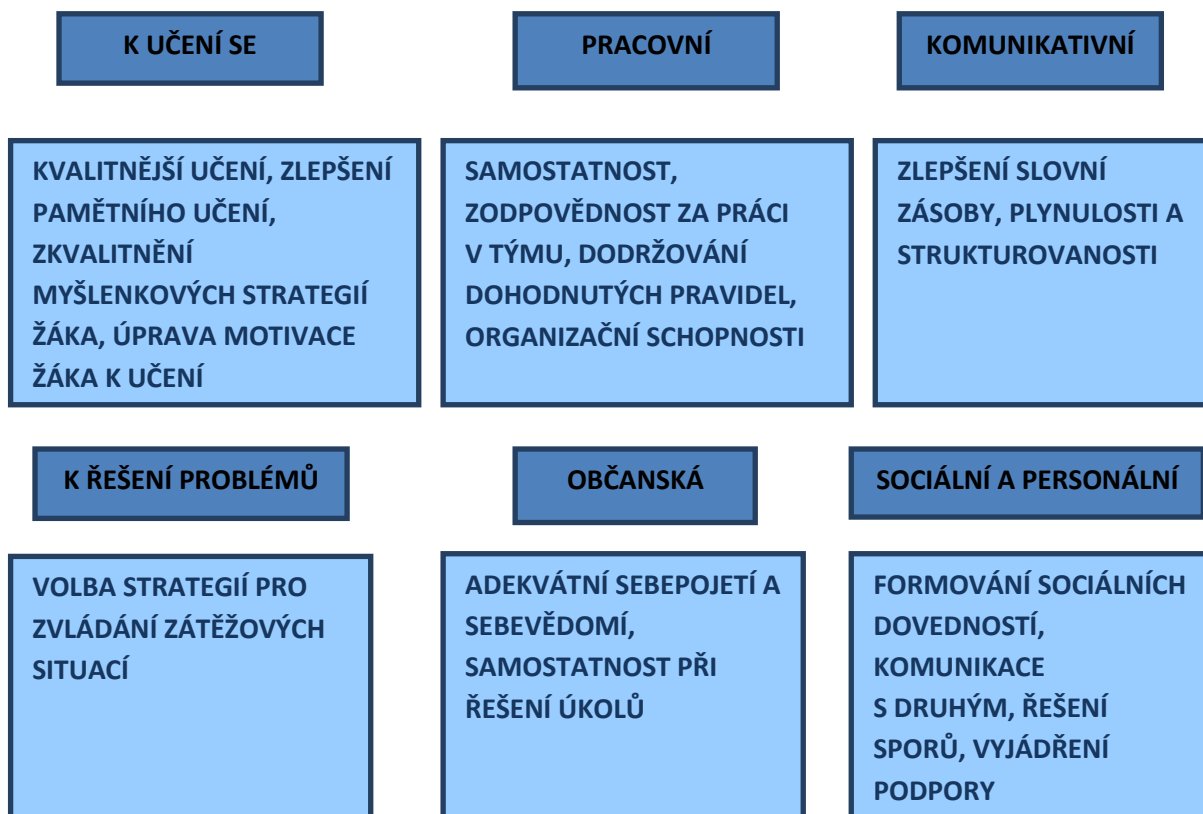 K UČENÍ SE
PRACOVNÍ
KOMUNIKATIVNÍ
KVALITNĚJŠÍ UČENÍ, ZLEPŠENÍ
PAMĚTNÍHO UČENÍ,
ZKVALITNĚNÍ
MYŠLENKOVÝCH STRATEGIÍ
ŽÁKA, ÚPRAVA MOTIVACE
ŽÁKA K UČENÍ
SAMOSTATNOST,
ZODPOVĚDNOST ZA PRÁCI
V TÝMU, DODRŽOVÁNÍ
DOHODNUTÝCH PRAVIDEL,
ORGANIZAČNÍ SCHOPNOSTI
ZLEPŠENÍ SLOVNÍ
ZÁSOBY, PLYNULOSTI A
STRUKTUROVANOSTI
K ŘEŠENÍ PROBLÉMŮ
OBČANSKÁ
SOCIÁLNÍ A PERSONÁLNÍ
VOLBA STRATEGIÍ PRO
ZVLÁDÁNÍ ZÁTĚŽOVÝCH
SITUACÍ
ADEKVÁTNÍ SEBEPOJETÍ A
SEBEVĚDOMÍ,
SAMOSTATNOST PŘI
ŘEŠENÍ ÚKOLŮ
FORMOVÁNÍ SOCIÁLNÍCH
DOVEDNOSTÍ,
KOMUNIKACE
S DRUHÝM, ŘEŠENÍ
SPORŮ, VYJÁDŘENÍ
PODPORY